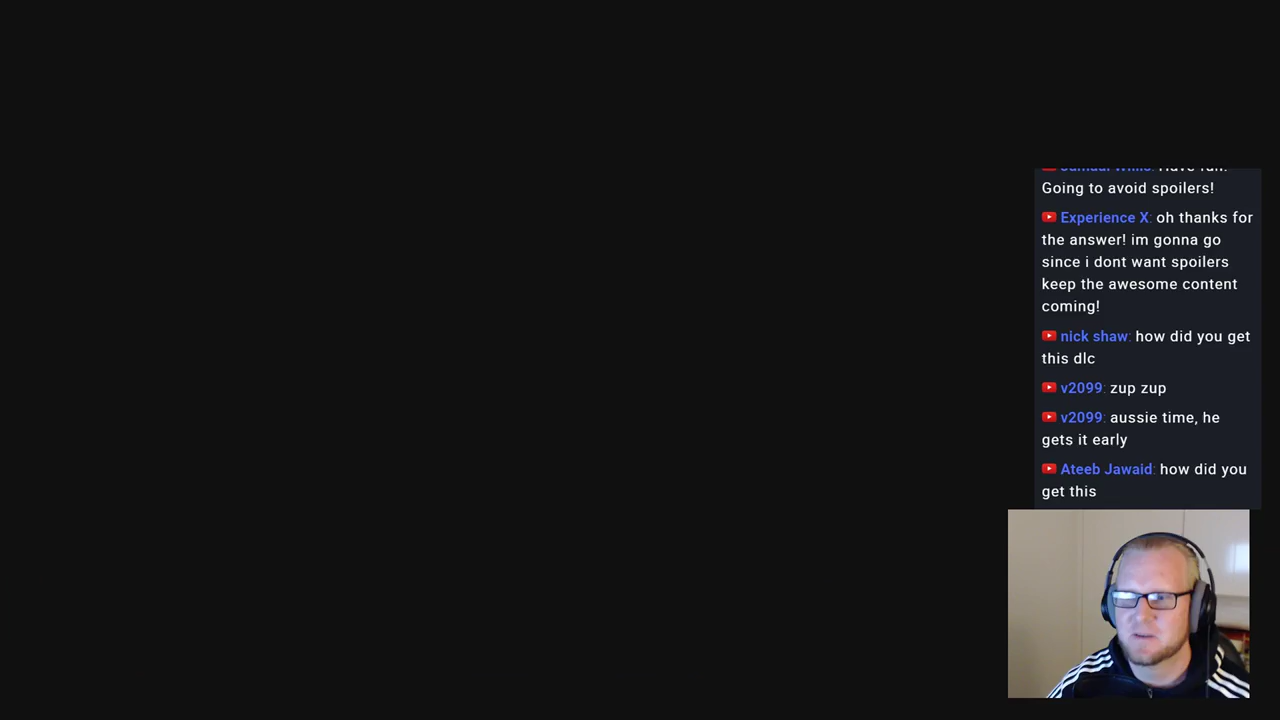 Going to avoid spoilers!
Experience X: oh thanks for
the answer! im gonna go
since i dont want spoilers
keep the awesome content
coming!
nick shaw: how did you get
this dlc
v2099: zup zup
v2099: aussie time, he
gets it early
Ateeb Jawaid: how did you
get this